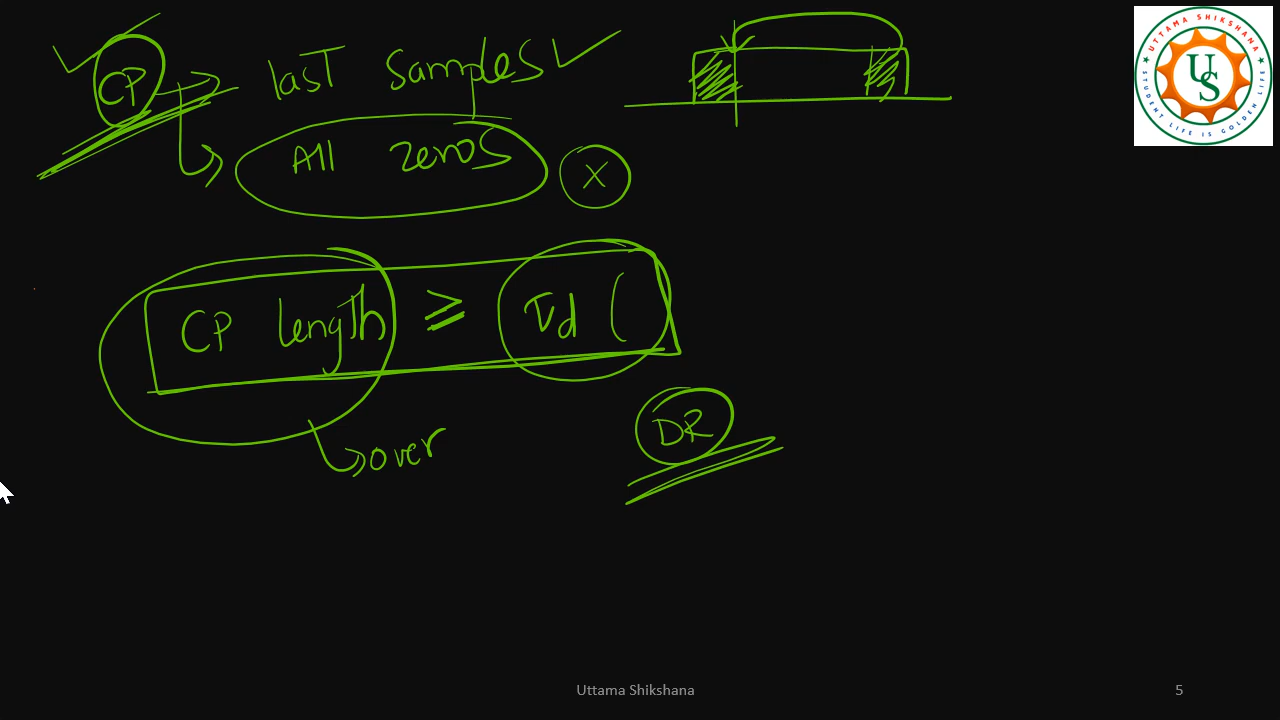 CP → last samples ✓
All zeros X
CP length ≥ τd (
over
DR
UTTAMA SHIKSHANA
US
STUDENT LIFE IS GOLDEN LIFE
Uttama Shikshana
5